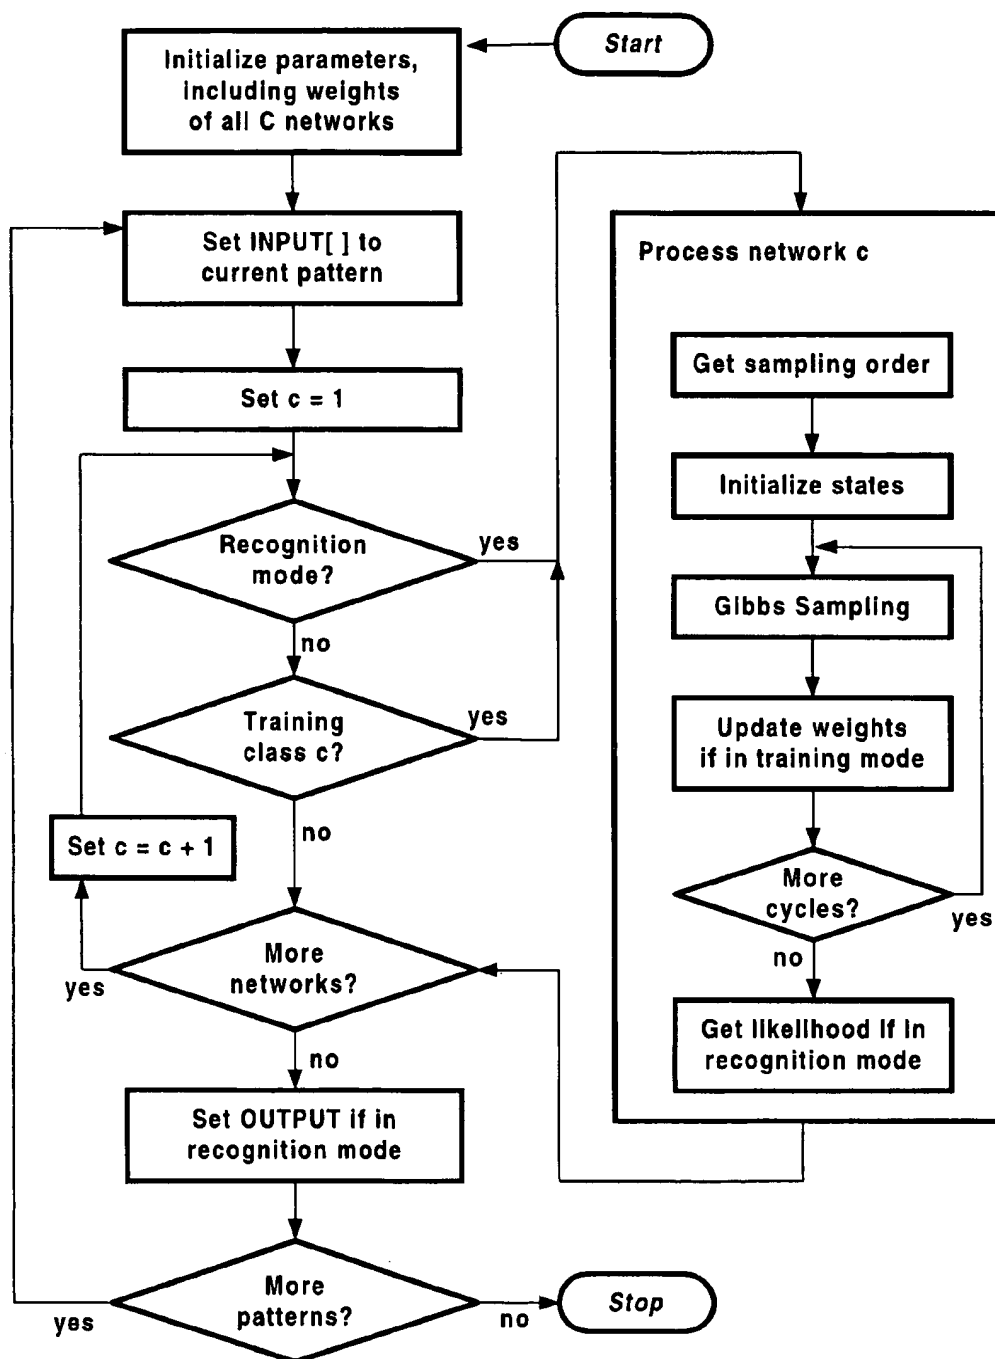 Start
Initialize parameters,
including weights
of all C networks
Set INPUT[ ] to
current pattern
Set c = 1
Recognition
mode?
yes
no
Training
class c?
yes
no
Set c = c + 1
More
networks?
yes
no
Set OUTPUT if in
recognition mode
More
patterns?
yes
no
Stop
Process network c
Get sampling order
Initialize states
Gibbs Sampling
Update weights
if in training mode
More
cycles?
yes
no
Get likelihood if in
recognition mode